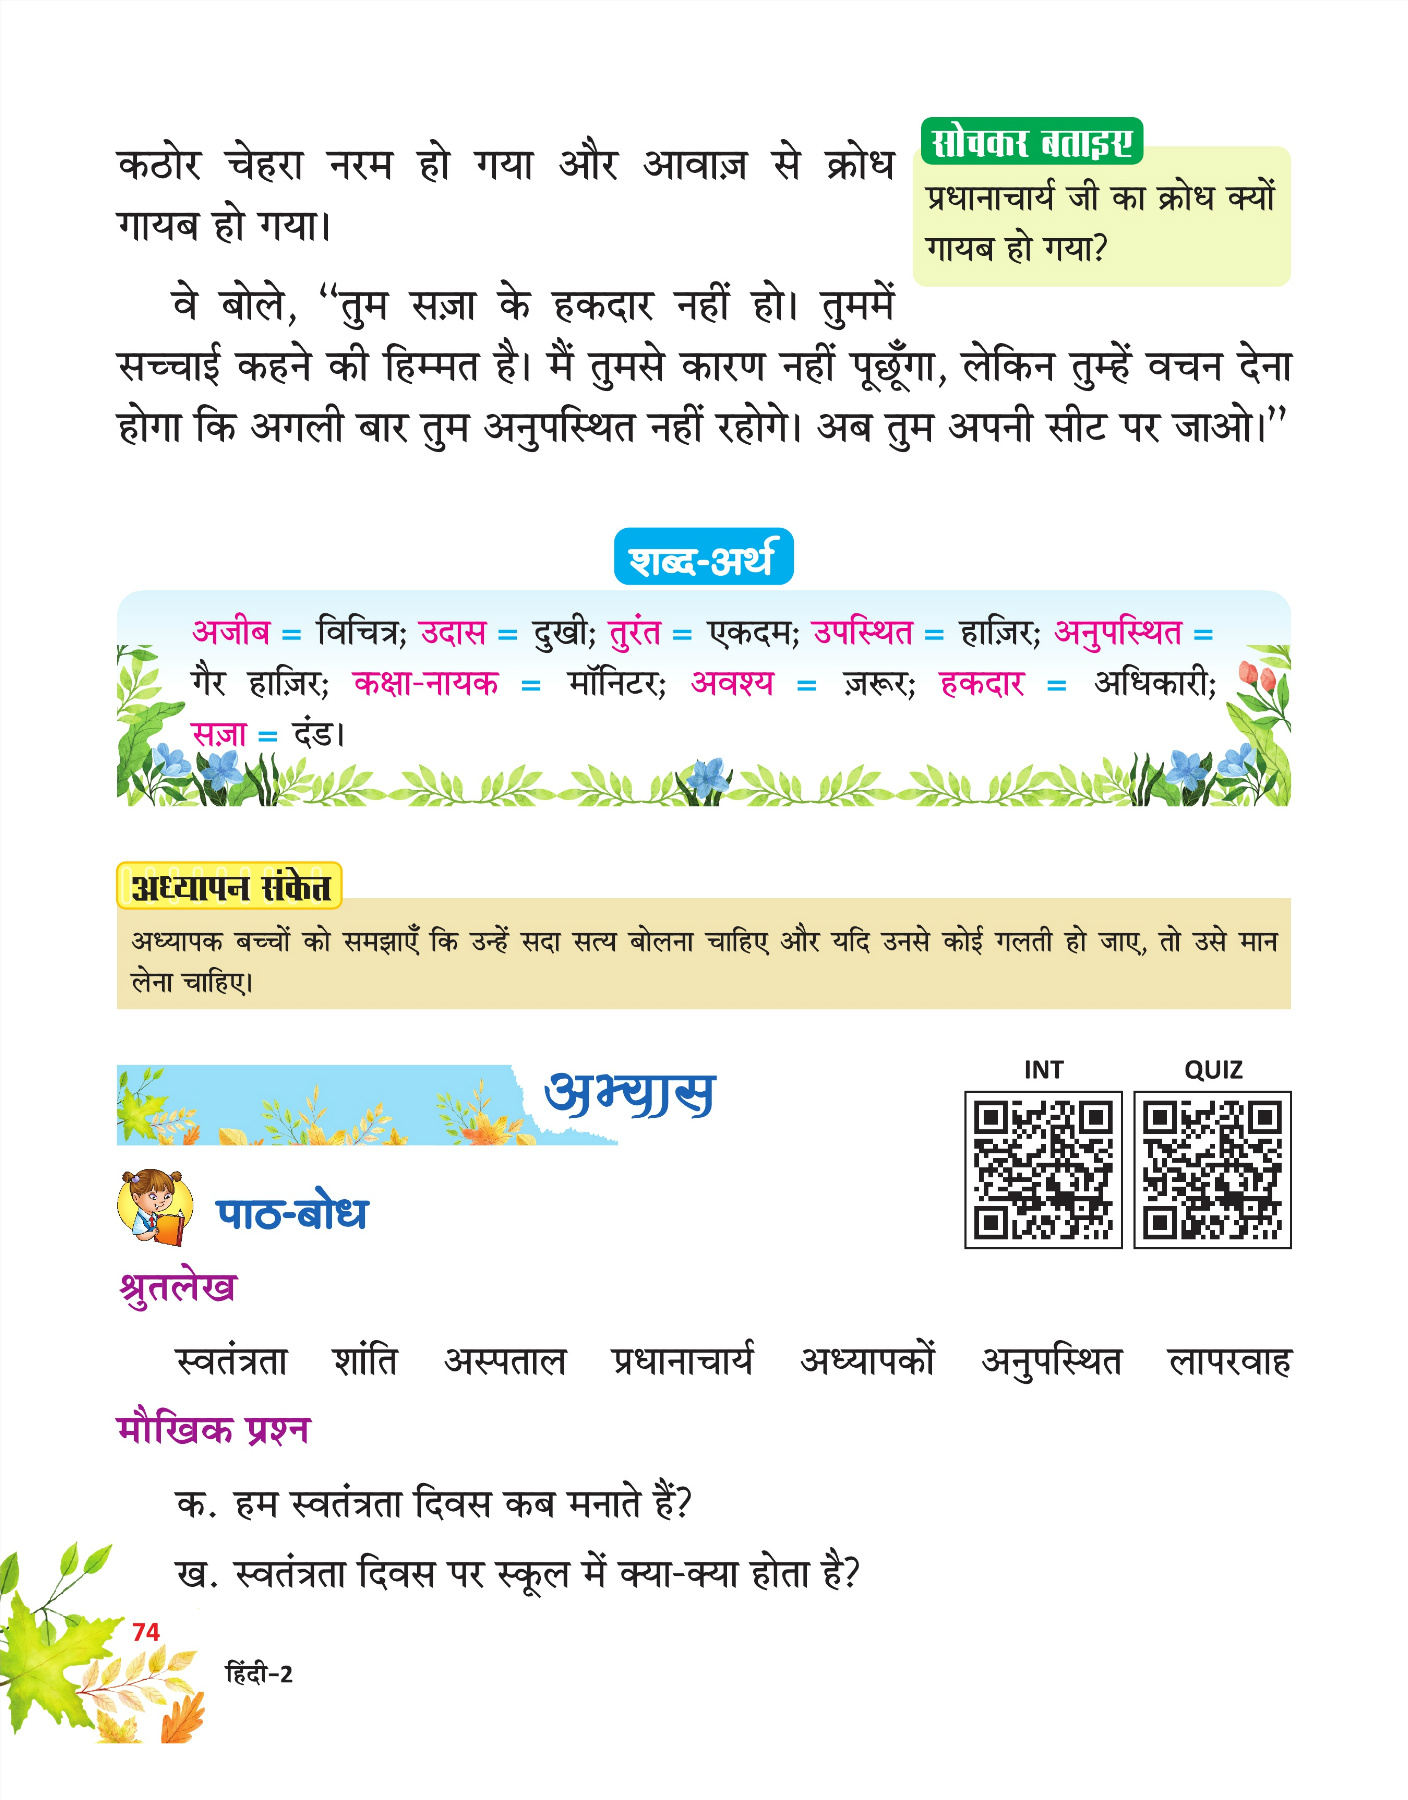 कठोर चेहरा नरम हो गया और आवाज़ से क्रोध
गायब हो गया।
सोचकर बताइए
प्रधानाचार्य जी का क्रोध क्यों
गायब हो गया?
वे बोले, “तुम सज़ा के हकदार नहीं हो। तुममें
सच्चाई कहने की हिम्मत है। मैं तुमसे कारण नहीं पूछूँगा, लेकिन तुम्हें वचन देना
होगा कि अगली बार तुम अनुपस्थित नहीं रहोगे। अब तुम अपनी सीट पर जाओ।”
शब्द-अर्थ
अजीब = विचित्र; उदास = दुखी; तुरंत = एकदम; उपस्थित = हाज़िर; अनुपस्थित =
गैर हाज़िर; कक्षा-नायक = मॉनिटर; अवश्य = ज़रूर; हकदार = अधिकारी;
सज़ा = दंड।
अध्यापन संकेत
अध्यापक बच्चों को समझाएँ कि उन्हें सदा सत्य बोलना चाहिए और यदि उनसे कोई गलती हो जाए, तो उसे मान
लेना चाहिए।
अभ्यास
INT QUIZ
पाठ-बोध
श्रुतलेख
स्वतंत्रता शांति अस्पताल प्रधानाचार्य अध्यापकों अनुपस्थित लापरवाह
मौखिक प्रश्न
क. हम स्वतंत्रता दिवस कब मनाते हैं?
ख. स्वतंत्रता दिवस पर स्कूल में क्या-क्या होता है?
74
हिंदी-2